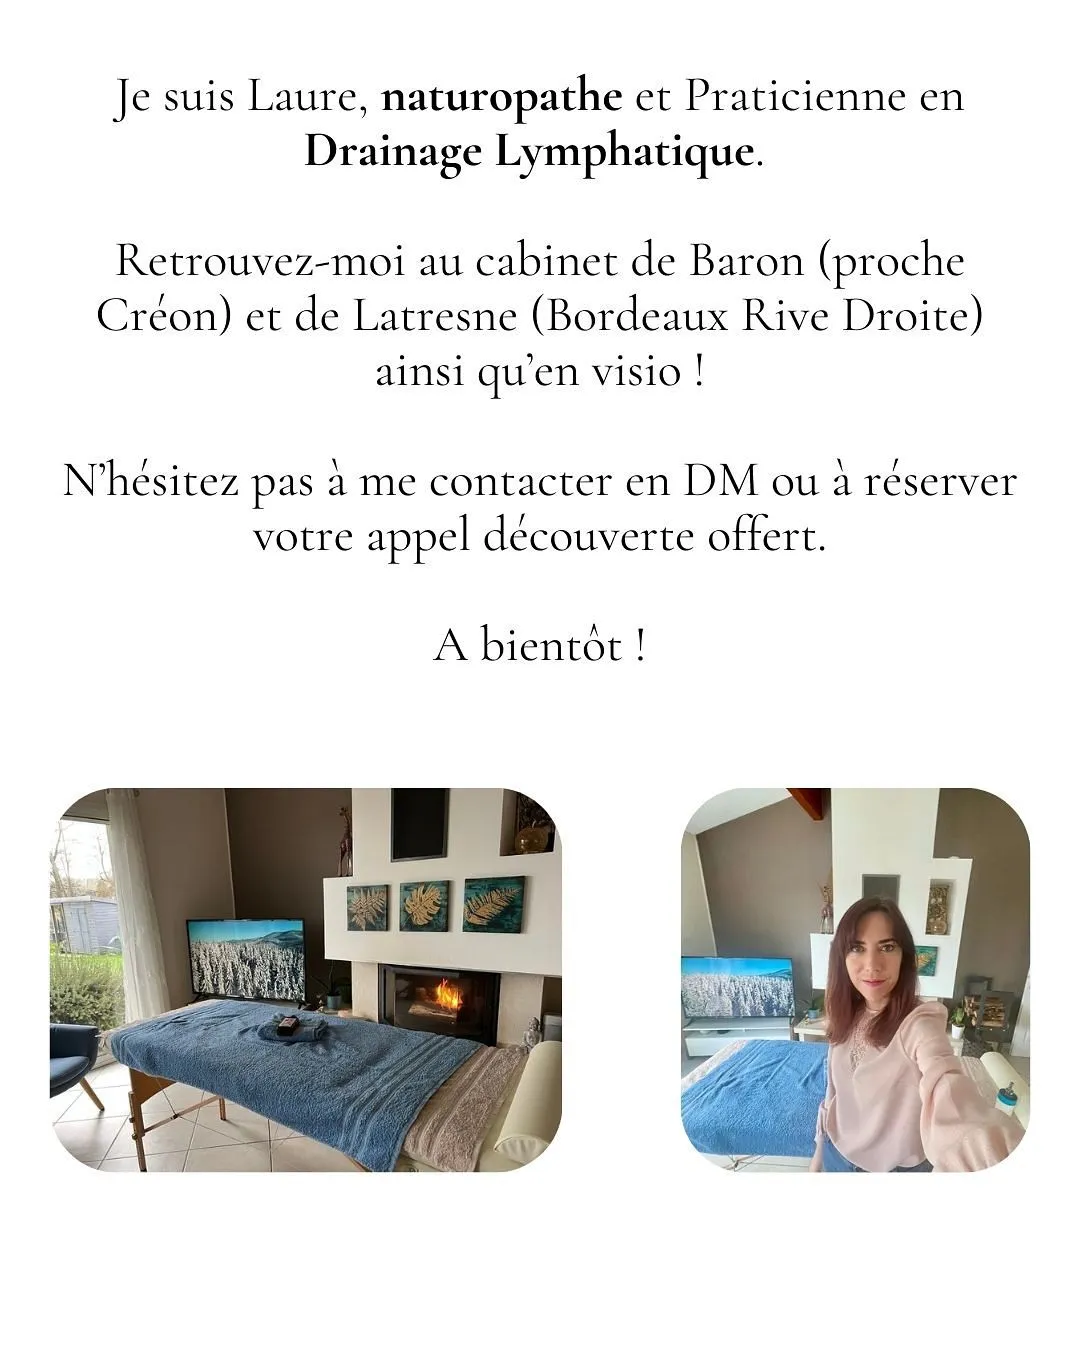 Je suis Laure, naturopathe et Praticienne en
Drainage Lymphatique.
Retrouvez-moi au cabinet de Baron (proche
Créon) et de Latresne (Bordeaux Rive Droite)
ainsi qu’en visio !
N’hésitez pas à me contacter en DM ou à réserver
votre appel découverte offert.
A bientôt !